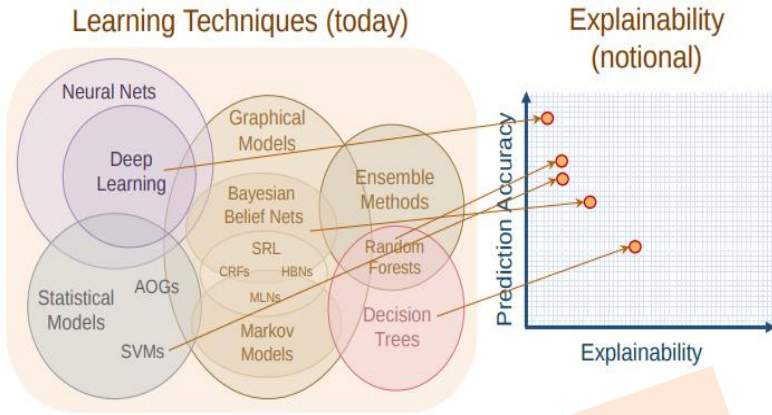 Learning Techniques (today)
Explainability
(notional)
Neural Nets
Graphical
Models
Deep
Learning
Ensemble
Methods
Bayesian
Belief Nets
SRL
Random
Forests
CRFs
HBNs
AOGs
MLNs
Statistical
Models
Decision
Trees
SVMs
Markov
Models
Prediction Accuracy
Explainability